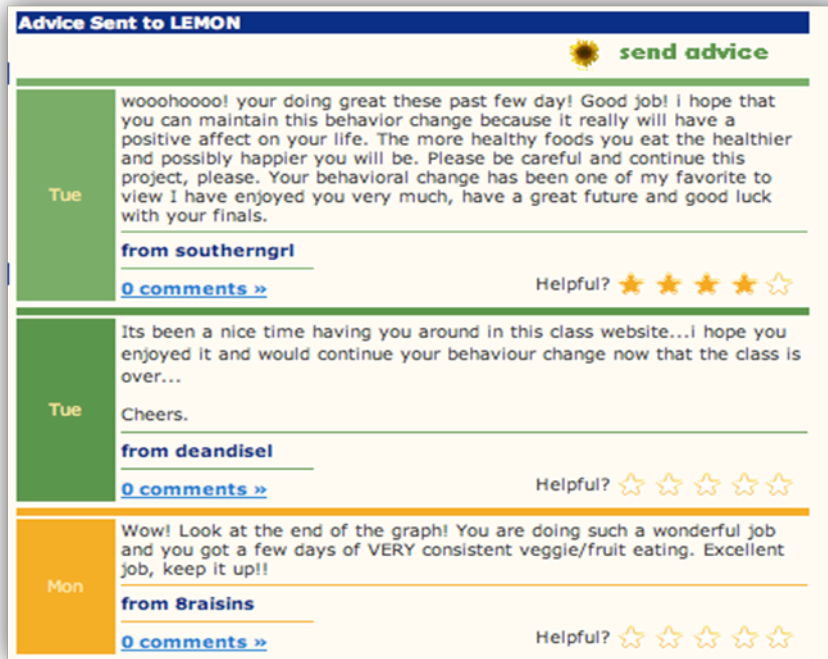 Advice Sent to LEMON
send advice
Tue
wooohoooo! your doing great these past few day! Good job! i hope that
you can maintain this behavior change because it really will have a
positive affect on your life. The more healthy foods you eat the healthier
and possibly happier you will be. Please be careful and continue this
project, please. Your behavioral change has been one of my favorite to
view I have enjoyed you very much, have a great future and good luck
with your finals.
from southerngrl
0 comments »
Helpful?
Tue
Its been a nice time having you around in this class website...i hope you
enjoyed it and would continue your behaviour change now that the class is
over...
Cheers.
from deandisel
0 comments »
Helpful?
Mon
Wow! Look at the end of the graph! You are doing such a wonderful job
and you got a few days of VERY consistent veggie/fruit eating. Excellent
job, keep it up!!
from 8raisins
0 comments »
Helpful?